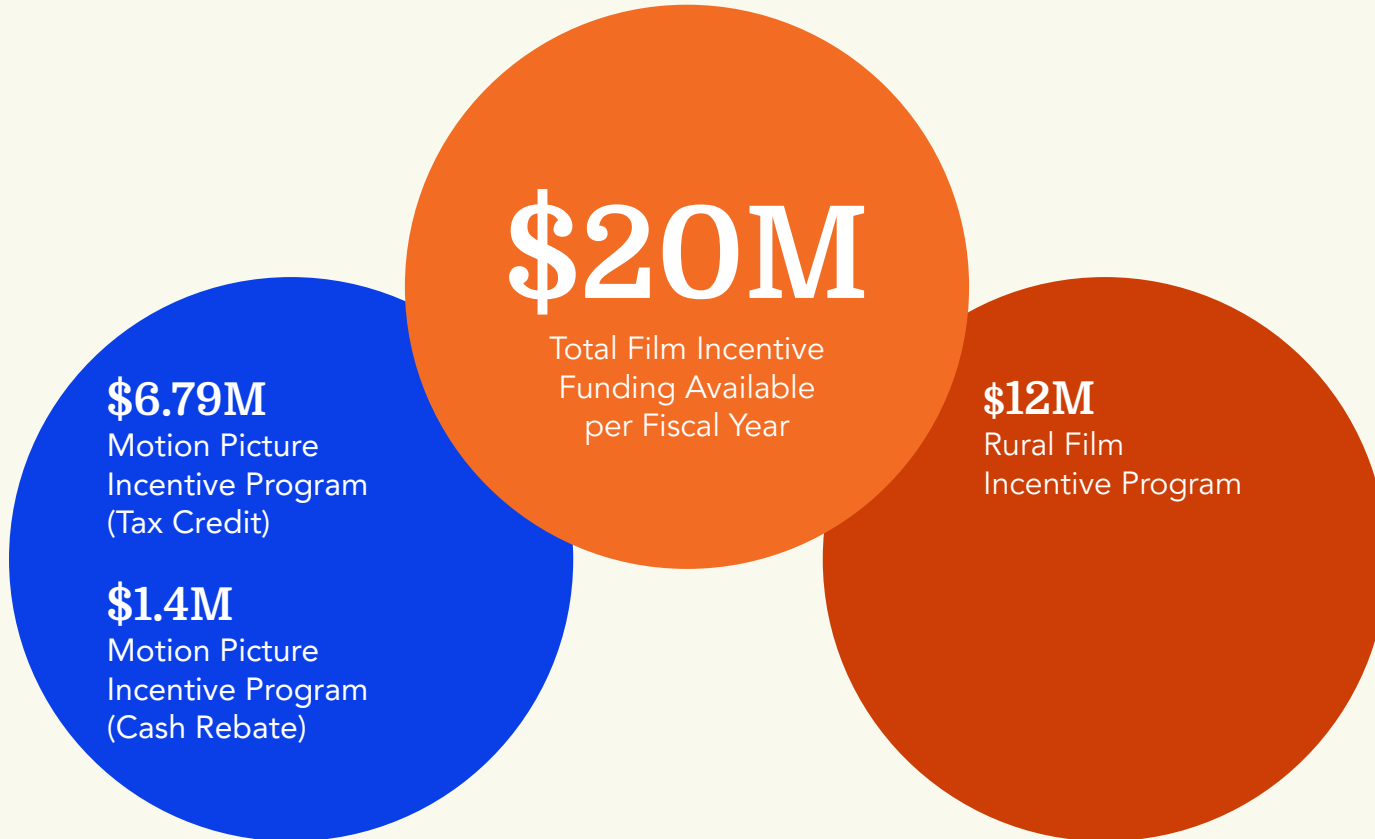 $20M
Total Film Incentive
Funding Available
per Fiscal Year
$6.79M
Motion Picture
Incentive Program
(Tax Credit)
$1.4M
Motion Picture
Incentive Program
(Cash Rebate)
$12M
Rural Film
Incentive Program